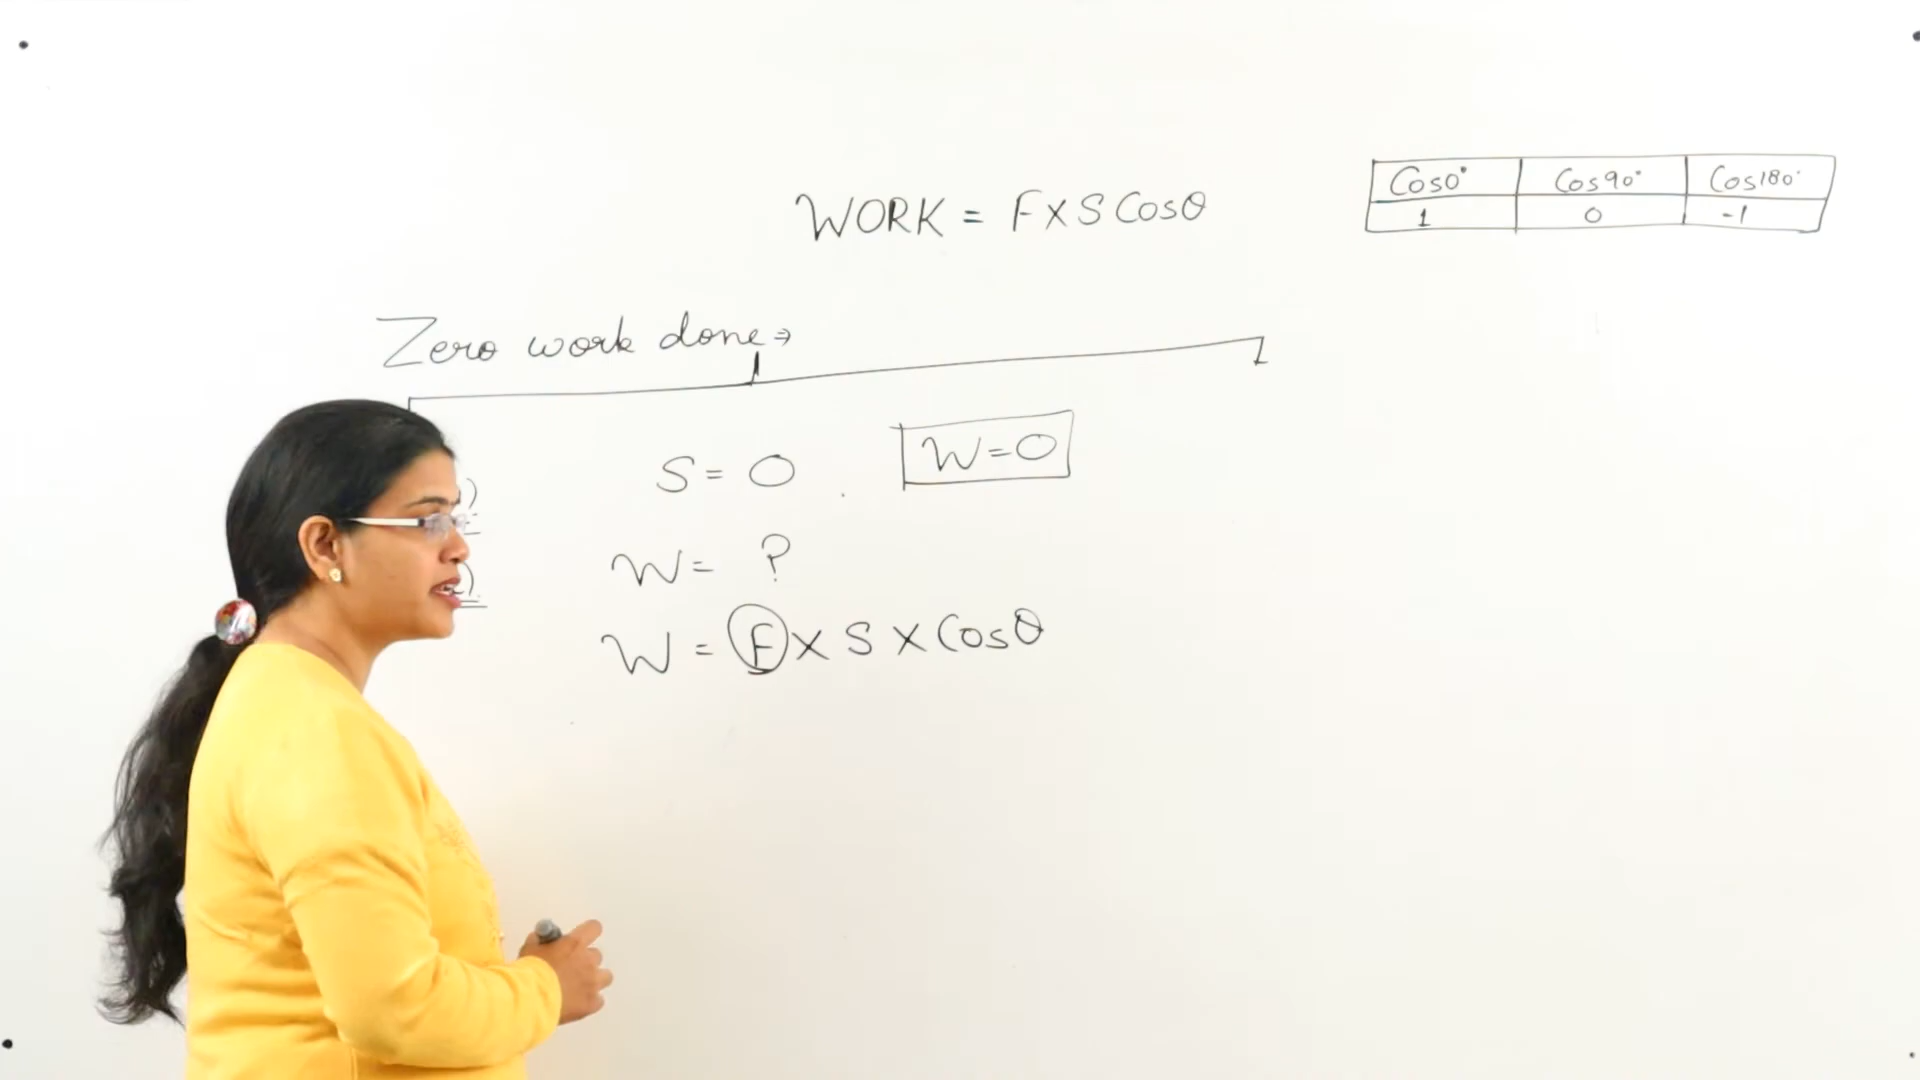 WORK = F X S Cosθ
Cos0° Cos90° Cos180°
1 0 -1
Zero work done ⇒
S = 0
W = 0
W = ?
W = F X S X Cosθ